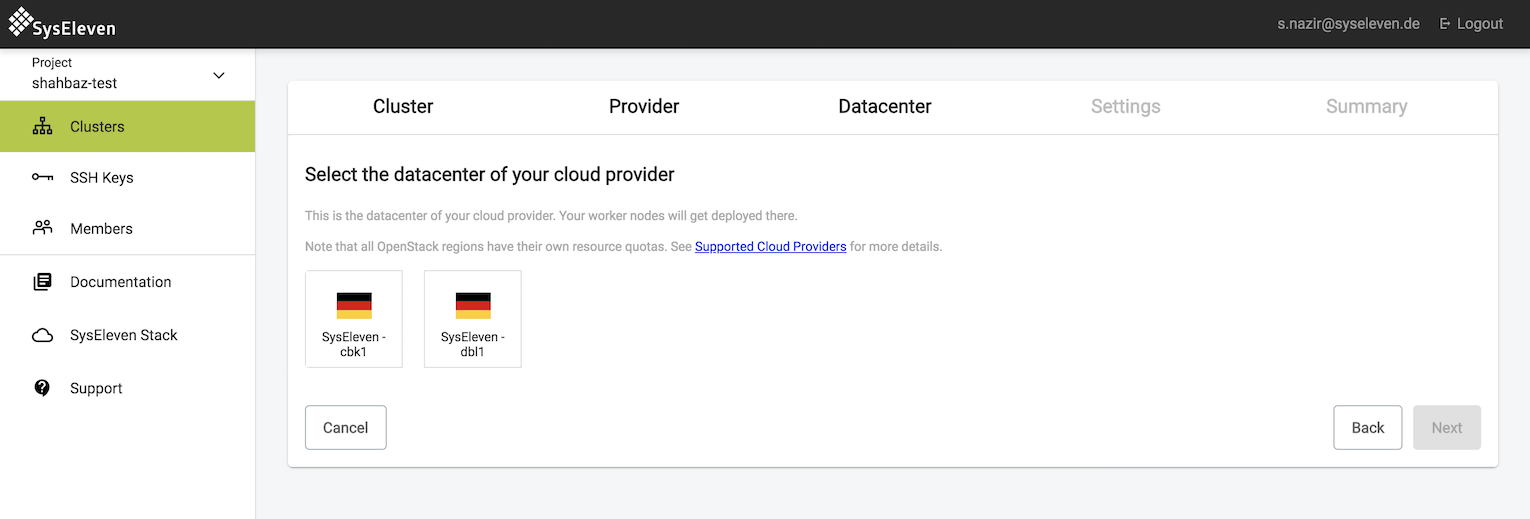 SysEleven
s.nazir@syseleven.de
Logout
Project
shahbaz-test
Clusters
SSH Keys
Members
Documentation
SysEleven Stack
Support
Cluster
Provider
Datacenter
Settings
Summary
Select the datacenter of your cloud provider
This is the datacenter of your cloud provider. Your worker nodes will get deployed there.
Note that all OpenStack regions have their own resource quotas. See Supported Cloud Providers for more details.
SysEleven -
cbk1
SysEleven -
dbl1
Cancel
Back
Next